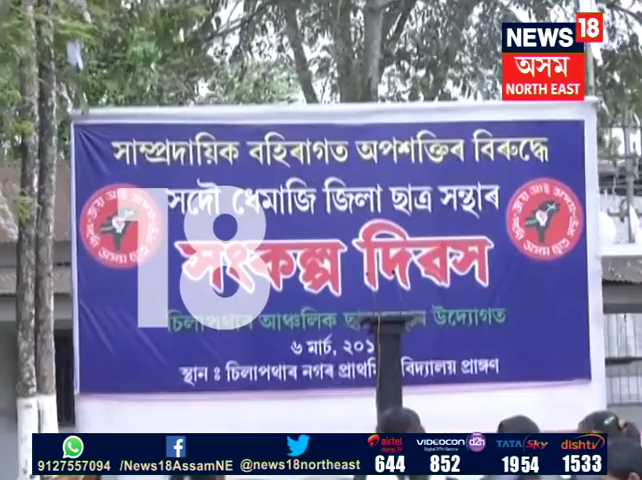 NEWS 18
অসম
NORTH EAST
সাম্প্রদায়িক বহিৰাগত অপশক্তিৰ বিৰুদ্ধে
সদৌ ধেমাজি জিলা ছাত্ৰ সন্থাৰ
18
সংকল্প দিৱস
চিলাপথাৰ আঞ্চলিক উদ্যোগত
৬ মাৰ্চ,
স্থান : চিলাপথাৰ নগৰ প্ৰাথমিক বিদ্যালয় প্ৰাঙ্গণ
9127557094 /News18AssamNE @news18northeast airtel 644 VIDEOCON d2h 852 TATA Sky 1954 dishtv 1533